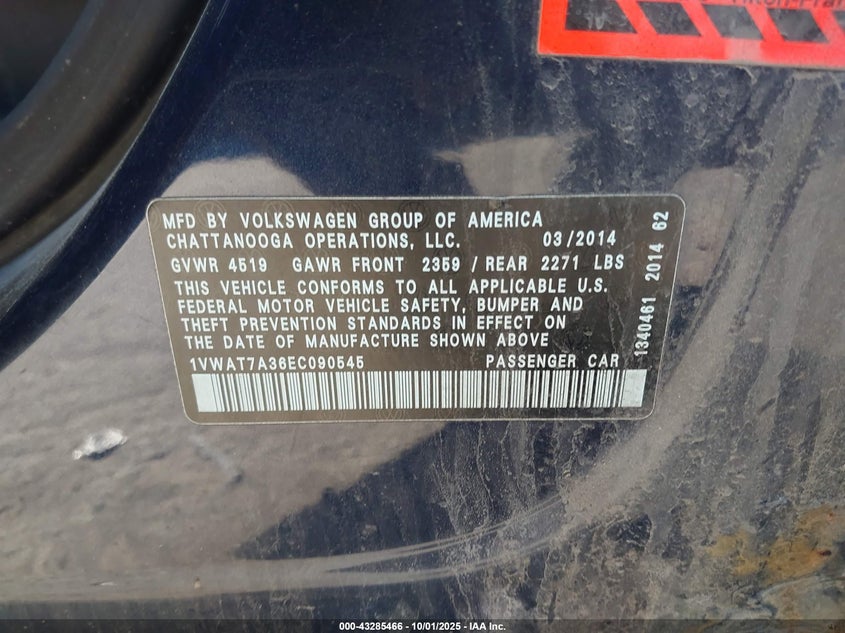 MFD BY VOLKSWAGEN GROUP OF AMERICA
CHATTANOOGA OPERATIONS, LLC. 03/2014
GVWR 4519 GAWR FRONT 2359 / REAR 2271 LBS
THIS VEHICLE CONFORMS TO ALL APPLICABLE U.S.
FEDERAL MOTOR VEHICLE SAFETY, BUMPER AND
THEFT PREVENTION STANDARDS IN EFFECT ON
THE DATE OF MANUFACTURE SHOWN ABOVE
1VWAT7A36EC090545 PASSENGER CAR
1340461 2014 62
000-43285466 - 10/01/2025 - IAA Inc.